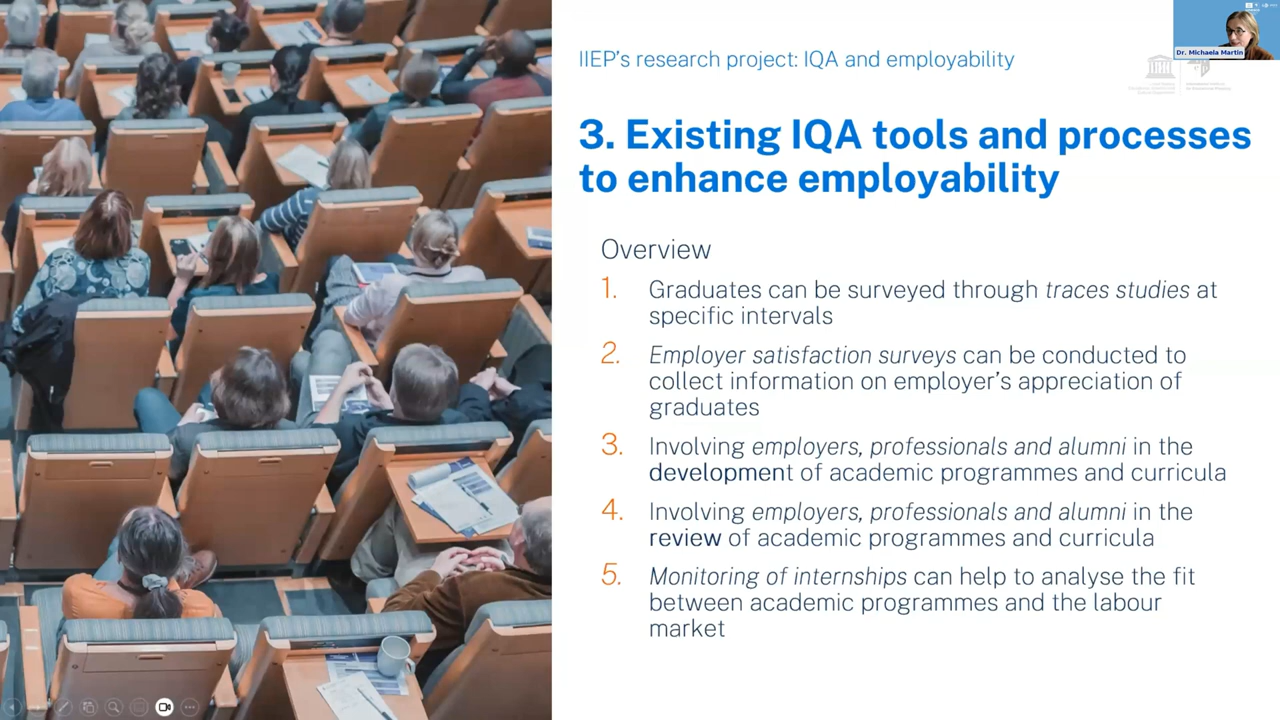 IIEP's research project: IQA and employability
Dr. Michaela Martin
3. Existing IQA tools and processes
to enhance employability
Overview
1. Graduates can be surveyed through traces studies at
specific intervals
2. Employer satisfaction surveys can be conducted to
collect information on employer's appreciation of
graduates
3. Involving employers, professionals and alumni in the
development of academic programmes and curricula
4. Involving employers, professionals and alumni in the
review of academic programmes and curricula
5. Monitoring of internships can help to analyse the fit
between academic programmes and the labour
market